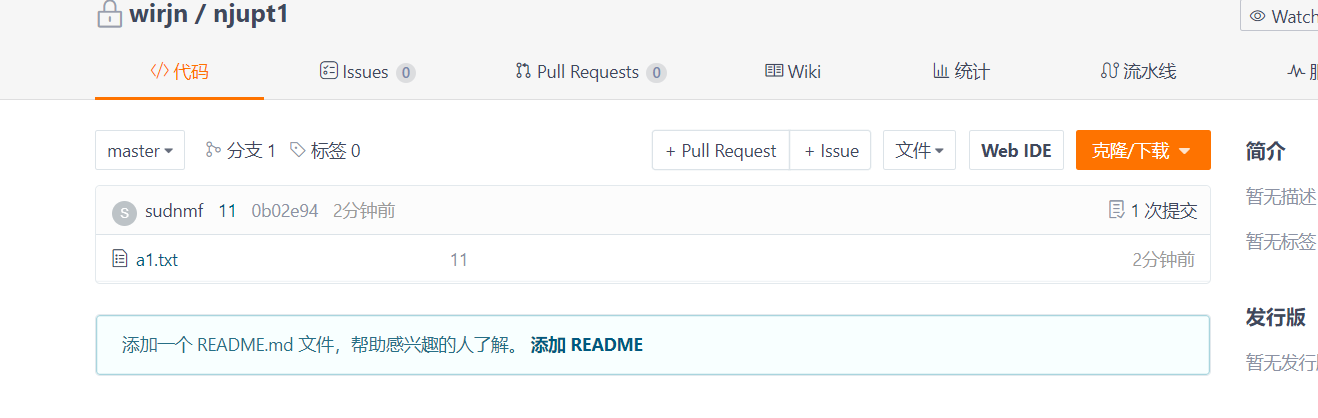 wirjn / njupt1
Watch
代码 Issues 0 Pull Requests 0 Wiki 统计 流水线
master 分支 1 标签 0 + Pull Request + Issue 文件 Web IDE 克隆/下载
简介
暂无描述
S sudnmf 11 0b02e94 2分钟前 1 次提交
暂无标签
a1.txt 11 2分钟前
发行版
添加一个 README.md 文件，帮助感兴趣的人了解。 添加 README
暂无发行